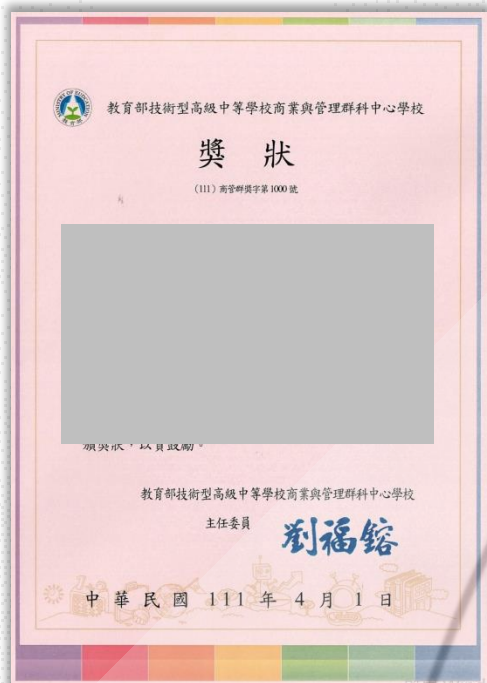 教育部技術型高級中等學校商業與管理群科中心學校
獎狀
(111)商管群獎字第1000號
頒獎狀，以資鼓勵。
教育部技術型高級中等學校商業與管理群科中心學校
主任委員
劉福鎔
中華民國111年4月1日